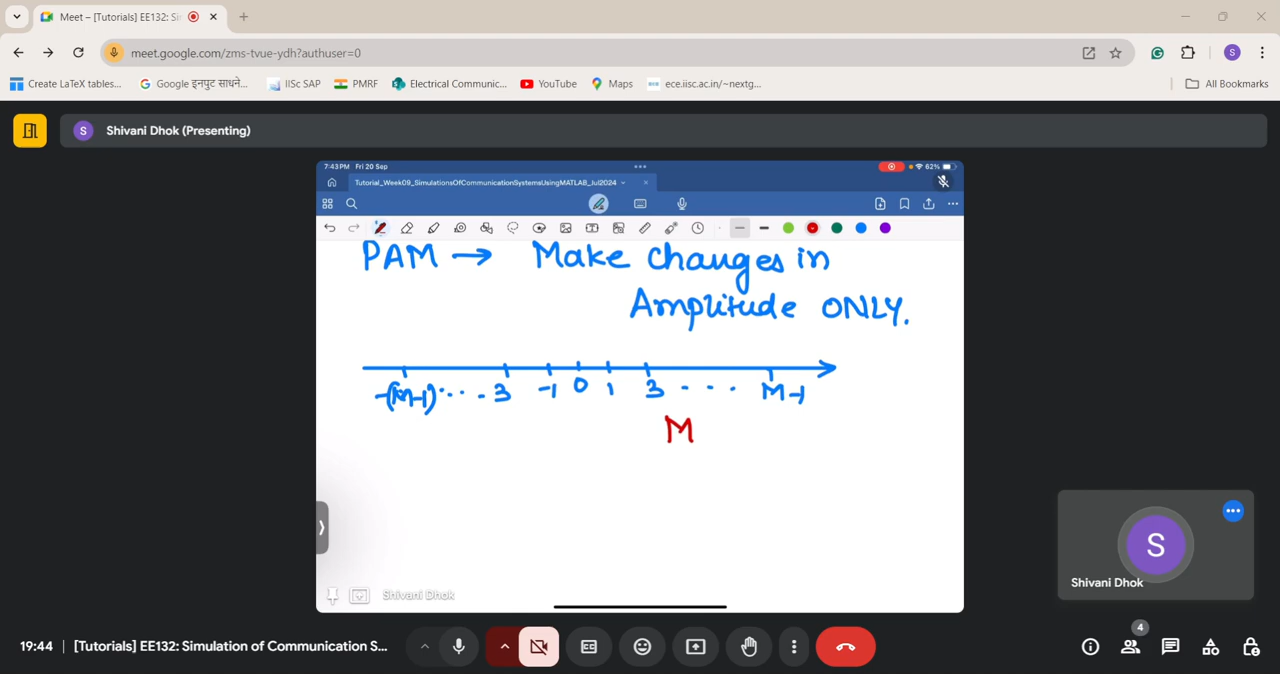 Meet – [Tutorials] EE132: Si
meet.google.com/zms-tvue-ydh?authuser=0
Create LaTeX tables... Google इनपुट साधने... IISc SAP PMRF Electrical Communic... YouTube Maps ece.iisc.ac.in/~nextg... All Bookmarks
S Shivani Dhok (Presenting)
7:43 PM Fri 20 Sep 62%
Tutorial_Week09_SimulationsOfCommunicationSystemsUsingMATLAB_Jul2024
PAM → Make changes in
Amplitude ONLY.
-(M-1) ... -3 -1 0 1 3 - - - M-1
M
Shivani Dhok
S
Shivani Dhok
19:44 | [Tutorials] EE132: Simulation of Communication S...
4